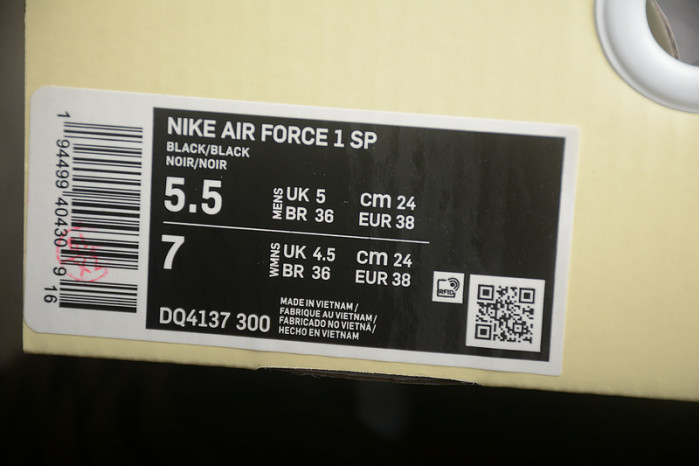 NIKE AIR FORCE 1 SP
BLACK/BLACK
NOIR/NOIR
5.5
MENS
UK 5
cm 24
BR 36
EUR 38
7
WMNS
UK 4.5
cm 24
BR 36
EUR 38
RFID
DQ4137 300
MADE IN VIETNAM/
FABRIQUE AU VIETNAM/
FABRICADO NO VIETNÃ/
HECHO EN VIETNAM
1 94499 40430 9 16